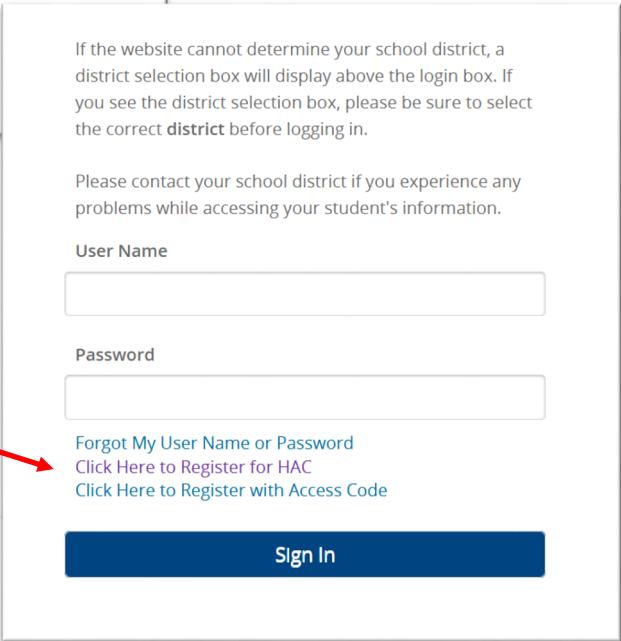 If the website cannot determine your school district, a
district selection box will display above the login box. If
you see the district selection box, please be sure to select
the correct district before logging in.
Please contact your school district if you experience any
problems while accessing your student's information.
User Name
Password
Forgot My User Name or Password
Click Here to Register for HAC
Click Here to Register with Access Code
Sign In